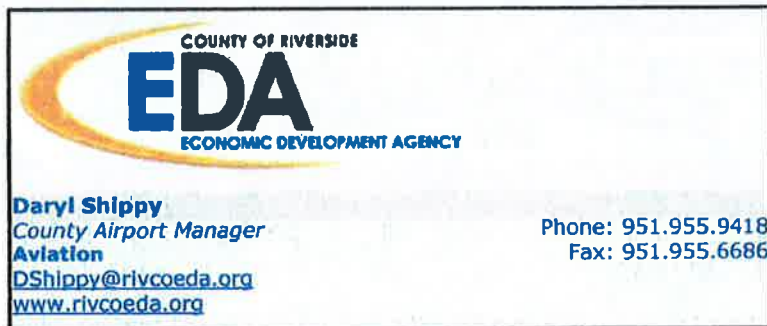 COUNTY OF RIVERSIDE
EDA
ECONOMIC DEVELOPMENT AGENCY
Daryl Shippy
County Airport Manager
Phone: 951.955.9418
Aviation
Fax: 951.955.6686
DShippy@rivcoeda.org
www.rivcoeda.org